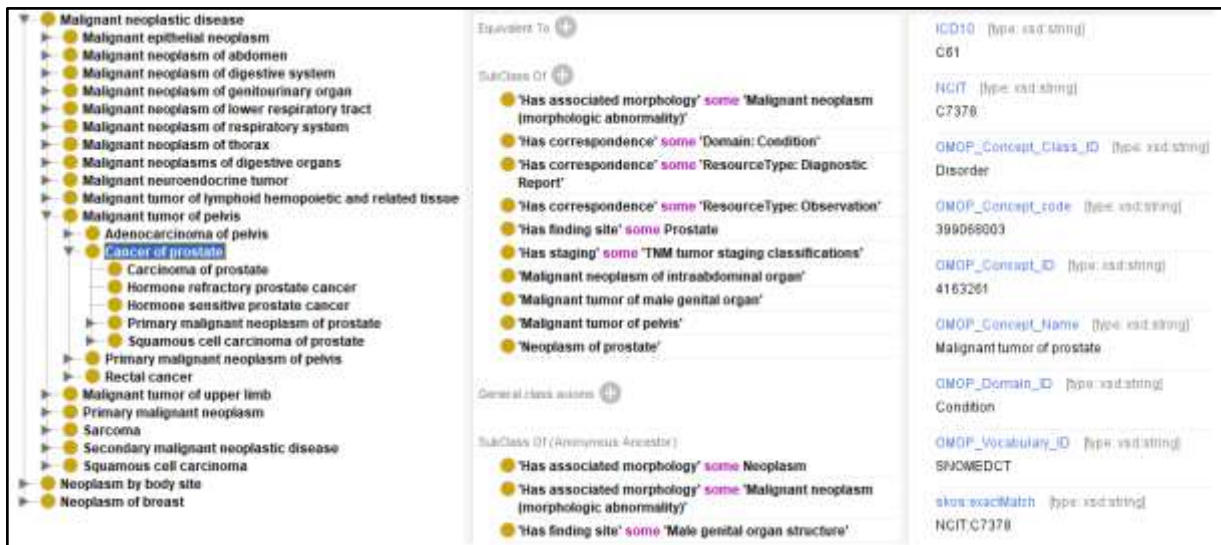 Malignant neoplastic disease
Malignant epithelial neoplasm
Malignant neoplasm of abdomen
Malignant neoplasm of digestive system
Malignant neoplasm of genitourinary organ
Malignant neoplasm of lower respiratory tract
Malignant neoplasm of respiratory system
Malignant neoplasm of thorax
Malignant neoplasms of digestive organs
Malignant neuroendocrine tumor
Malignant tumor of lymphoid hemopoietic and related tissue
Malignant tumor of pelvis
Adenocarcinoma of pelvis
Cancer of prostate
Carcinoma of prostate
Hormone refractory prostate cancer
Hormone sensitive prostate cancer
Primary malignant neoplasm of prostate
Squamous cell carcinoma of prostate
Primary malignant neoplasm of pelvis
Rectal cancer
Malignant tumor of upper limb
Primary malignant neoplasm
Sarcoma
Secondary malignant neoplastic disease
Squamous cell carcinoma
Neoplasm by body site
Neoplasm of breast
Equivalent To
SubClass Of
'Has associated morphology' some 'Malignant neoplasm
(morphologic abnormality)'
'Has correspondence' some 'Domain: Condition'
'Has correspondence' some 'ResourceType: Diagnostic
Report'
'Has correspondence' some 'ResourceType: Observation'
'Has finding site' some Prostate
'Has staging' some 'TNM tumor staging classifications'
'Malignant neoplasm of intraabdominal organ'
'Malignant tumor of male genital organ'
'Malignant tumor of pelvis'
'Neoplasm of prostate'
General class axioms
SubClass Of (Anonymous Ancestor)
'Has associated morphology' some Neoplasm
'Has associated morphology' some 'Malignant neoplasm
(morphologic abnormality)'
'Has finding site' some 'Male genital organ structure'
ICD10 [type: xsd:string]
C61
NCIT [type: xsd:string]
C7378
OMOP_Concept_Class_ID [type: xsd:string]
Disorder
OMOP_Concept_code [type: xsd:string]
399068003
OMOP_Concept_ID [type: xsd:string]
4163261
OMOP_Concept_Name [type: xsd:string]
Malignant tumor of prostate
OMOP_Domain_ID [type: xsd:string]
Condition
OMOP_Vocabulary_ID [type: xsd:string]
SNOMEDCT
skos:exactMatch [type: xsd:string]
NCIT:C7378